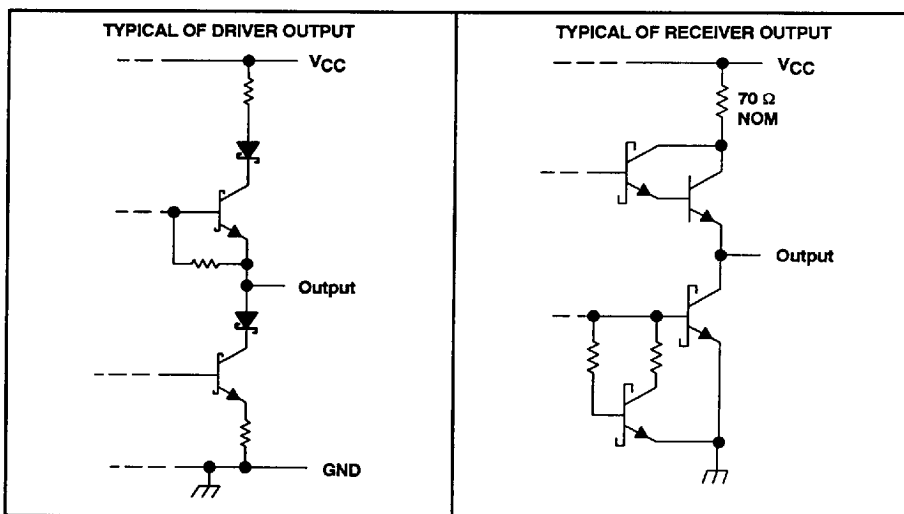 TYPICAL OF DRIVER OUTPUT
VCC
Output
GND
TYPICAL OF RECEIVER OUTPUT
VCC
70 Ω
NOM
Output